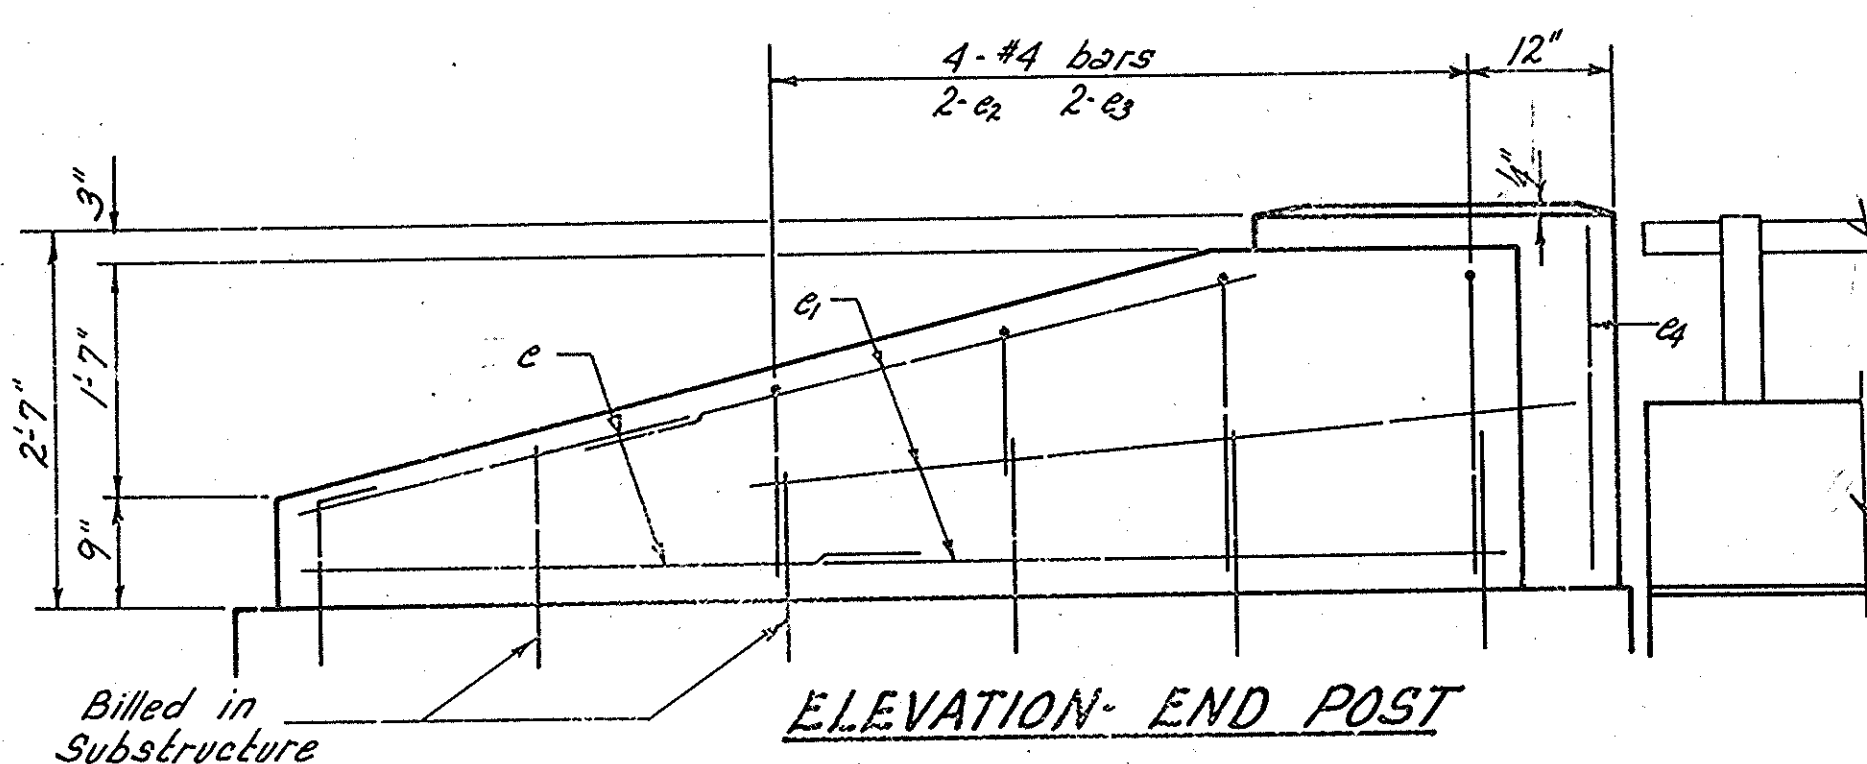 4-#4 bars
2-e2 2-e3
12"
3"
1/4"
e1
e
e4
1'-7"
2'-7"
9"
Billed in
Substructure
ELEVATION- END POST